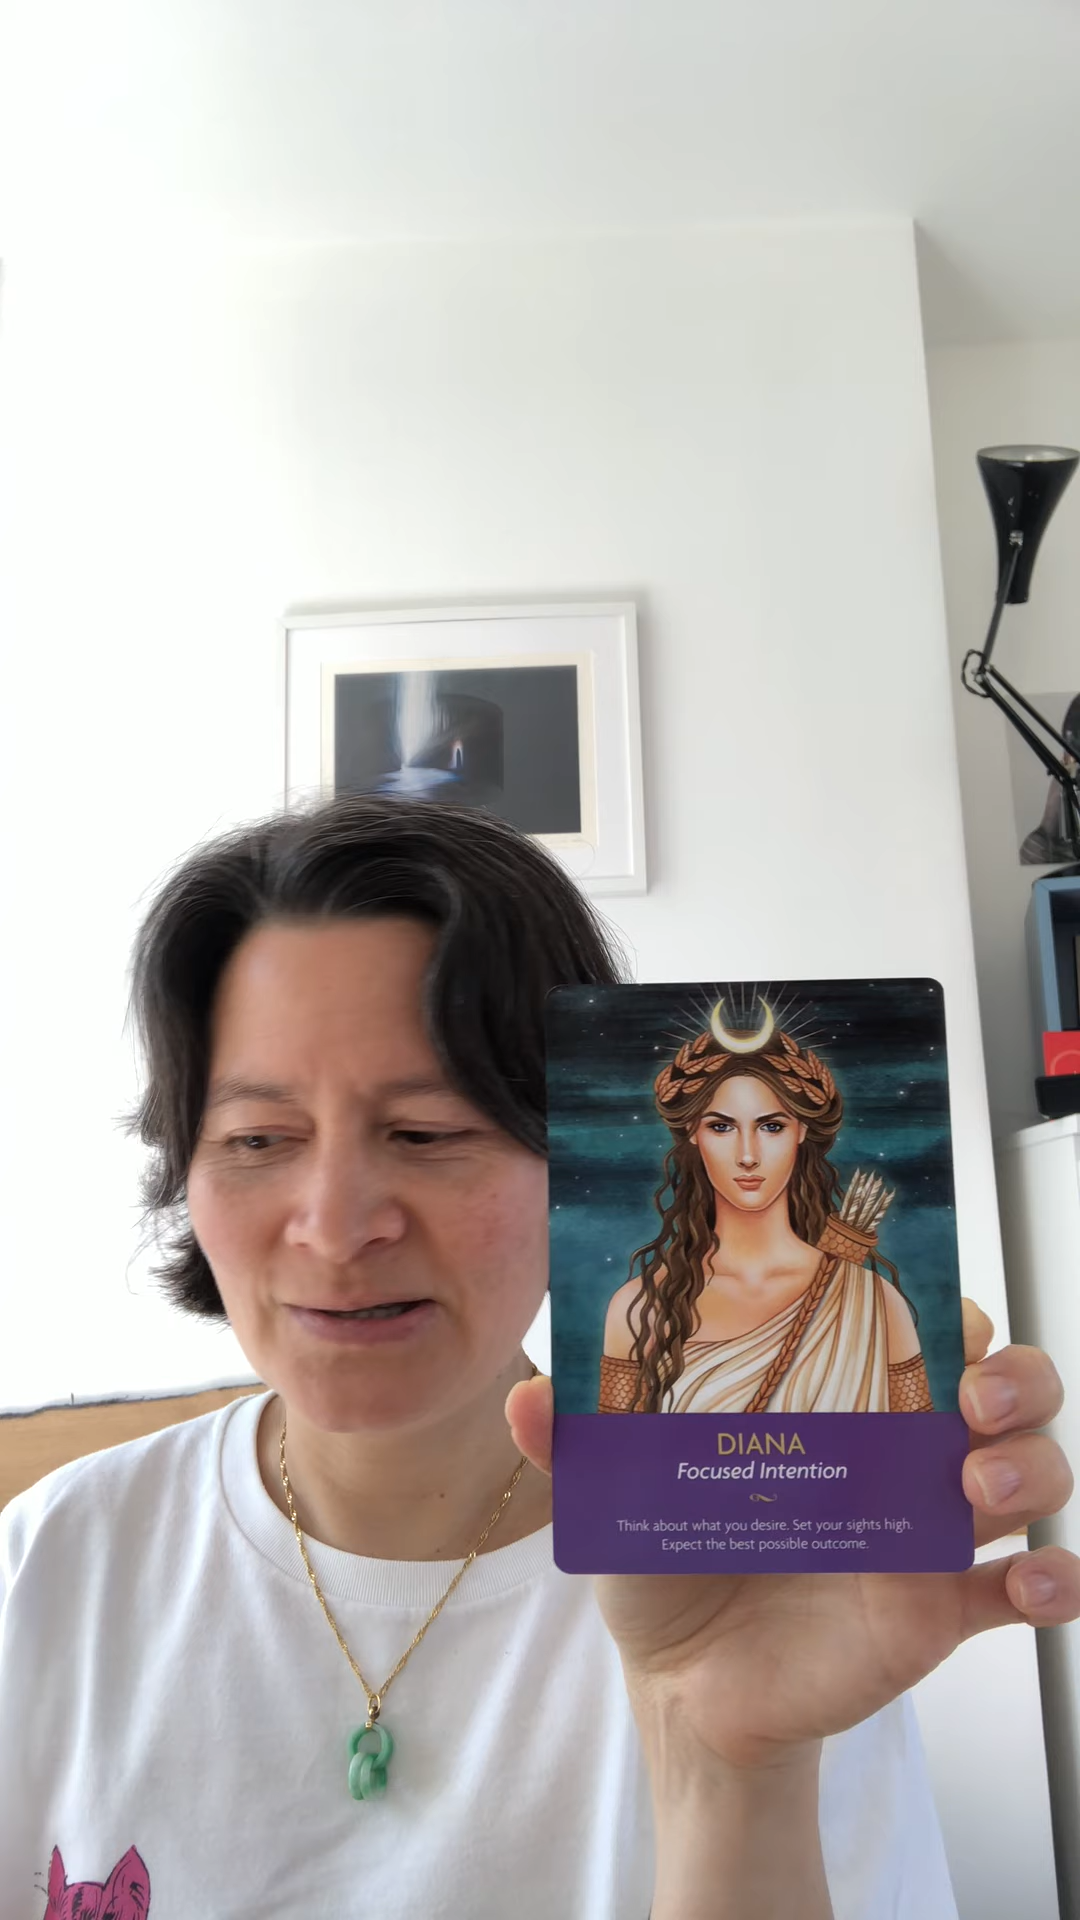 DIANA
Focused Intention
Think about what you desire. Set your sights high.
Expect the best possible outcome.